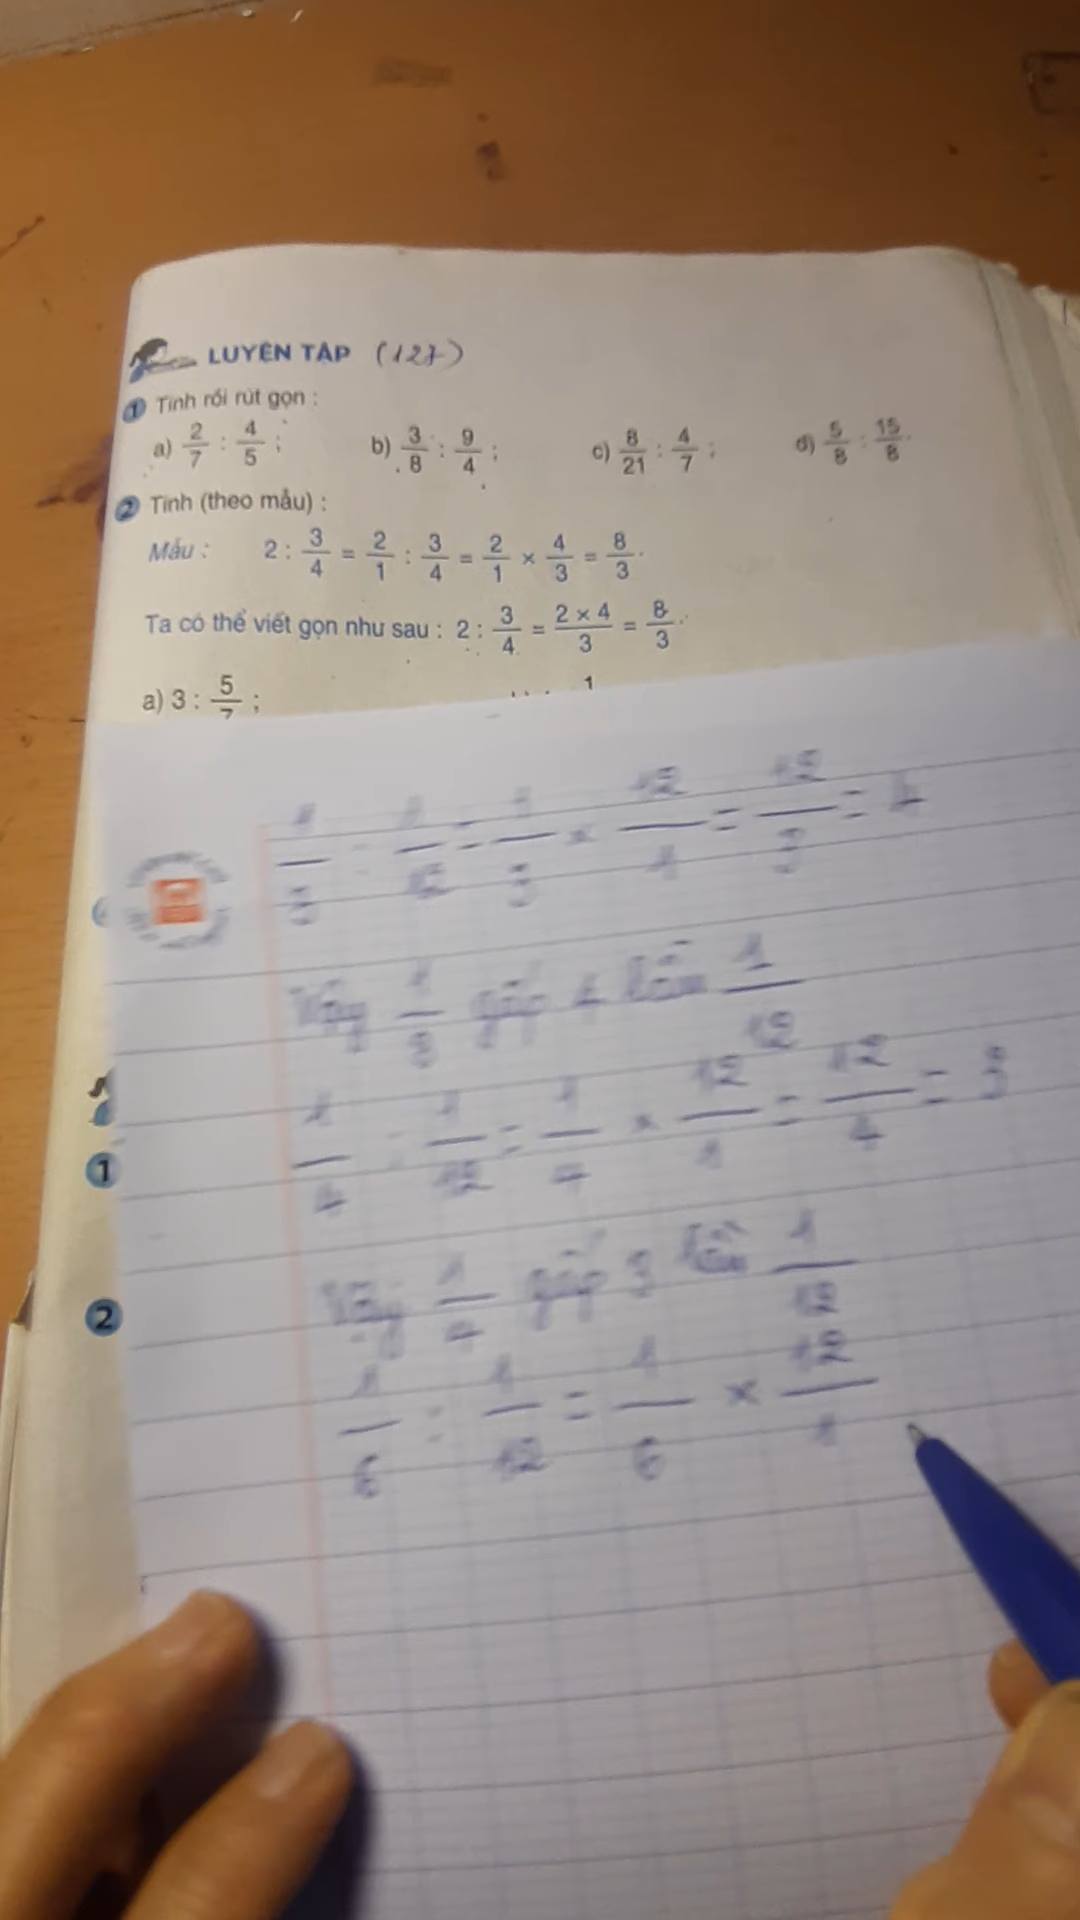 LUYỆN TẬP (127)
1 Tính rồi rút gọn :
a) 2/7 : 4/5 ; b) 3/8 : 9/4 ; c) 8/21 : 4/7 ; d) 5/8 : 15/8 .
2 Tính (theo mẫu) :
Mẫu : 2 : 3/4 = 2/1 : 3/4 = 2/1 × 4/3 = 8/3 .
Ta có thể viết gọn như sau : 2 : 3/4 = 2 × 4/3 = 8/3 .
a) 3 : 5/7 ; 1
1/3 : 1/12 = 1/3 × 12/1 = 12/3 = 4
Vậy 1/3 gấp 4 lần 1/12
1/4 : 1/12 = 1/4 × 12/1 = 12/4 = 3
1
Vậy 1/4 gấp 3 lần 1/12
2
1/6 : 1/12 = 1/6 × 12/1